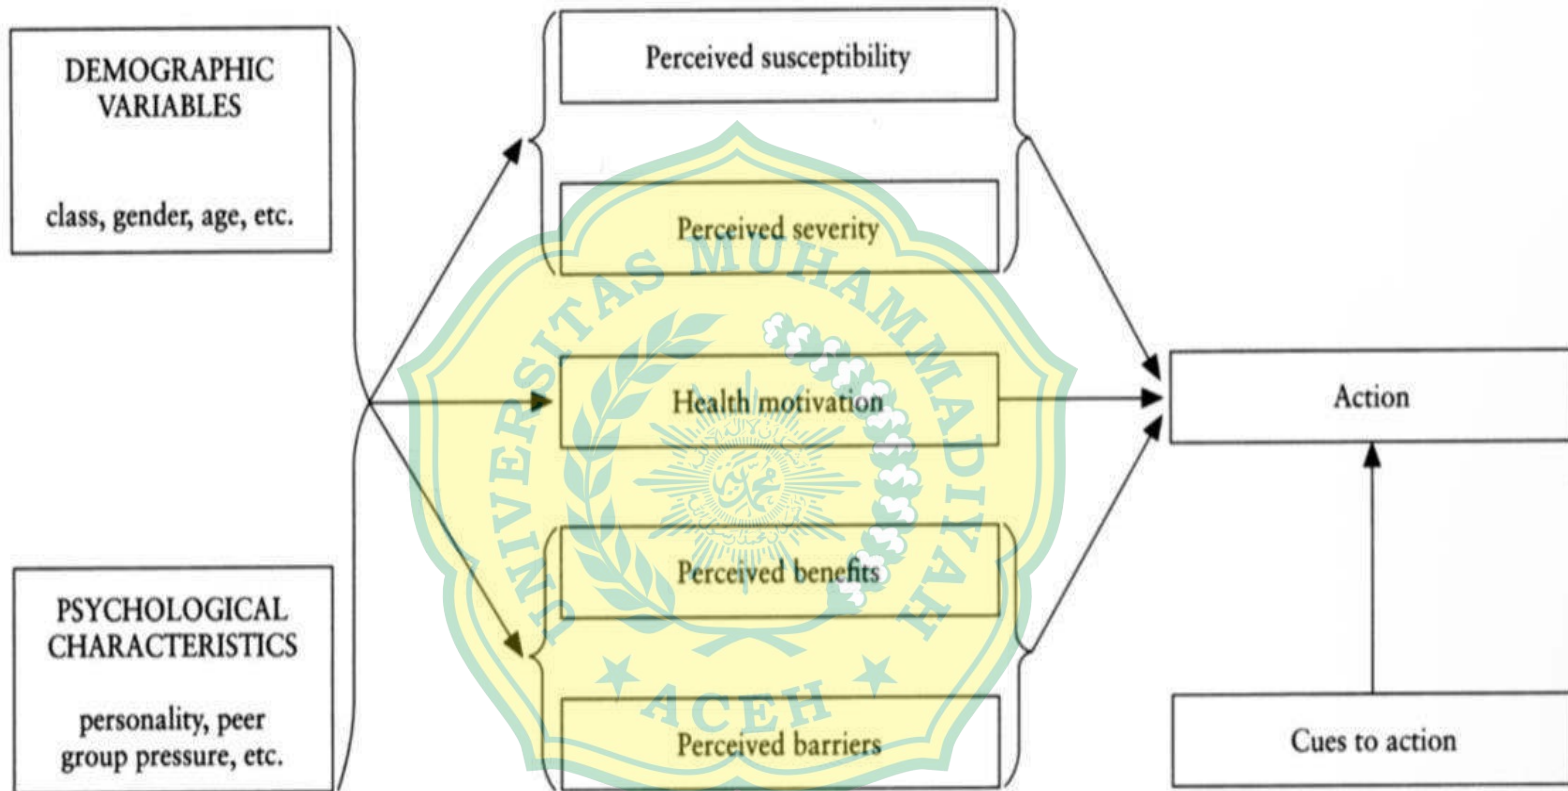 DEMOGRAPHIC
VARIABLES
class, gender, age, etc.
PSYCHOLOGICAL
CHARACTERISTICS
personality, peer
group pressure, etc.
Perceived susceptibility
Perceived severity
Health motivation
Perceived benefits
Perceived barriers
Action
Cues to action
UNIVERSITAS MUHAMMADIYAH
ACEH